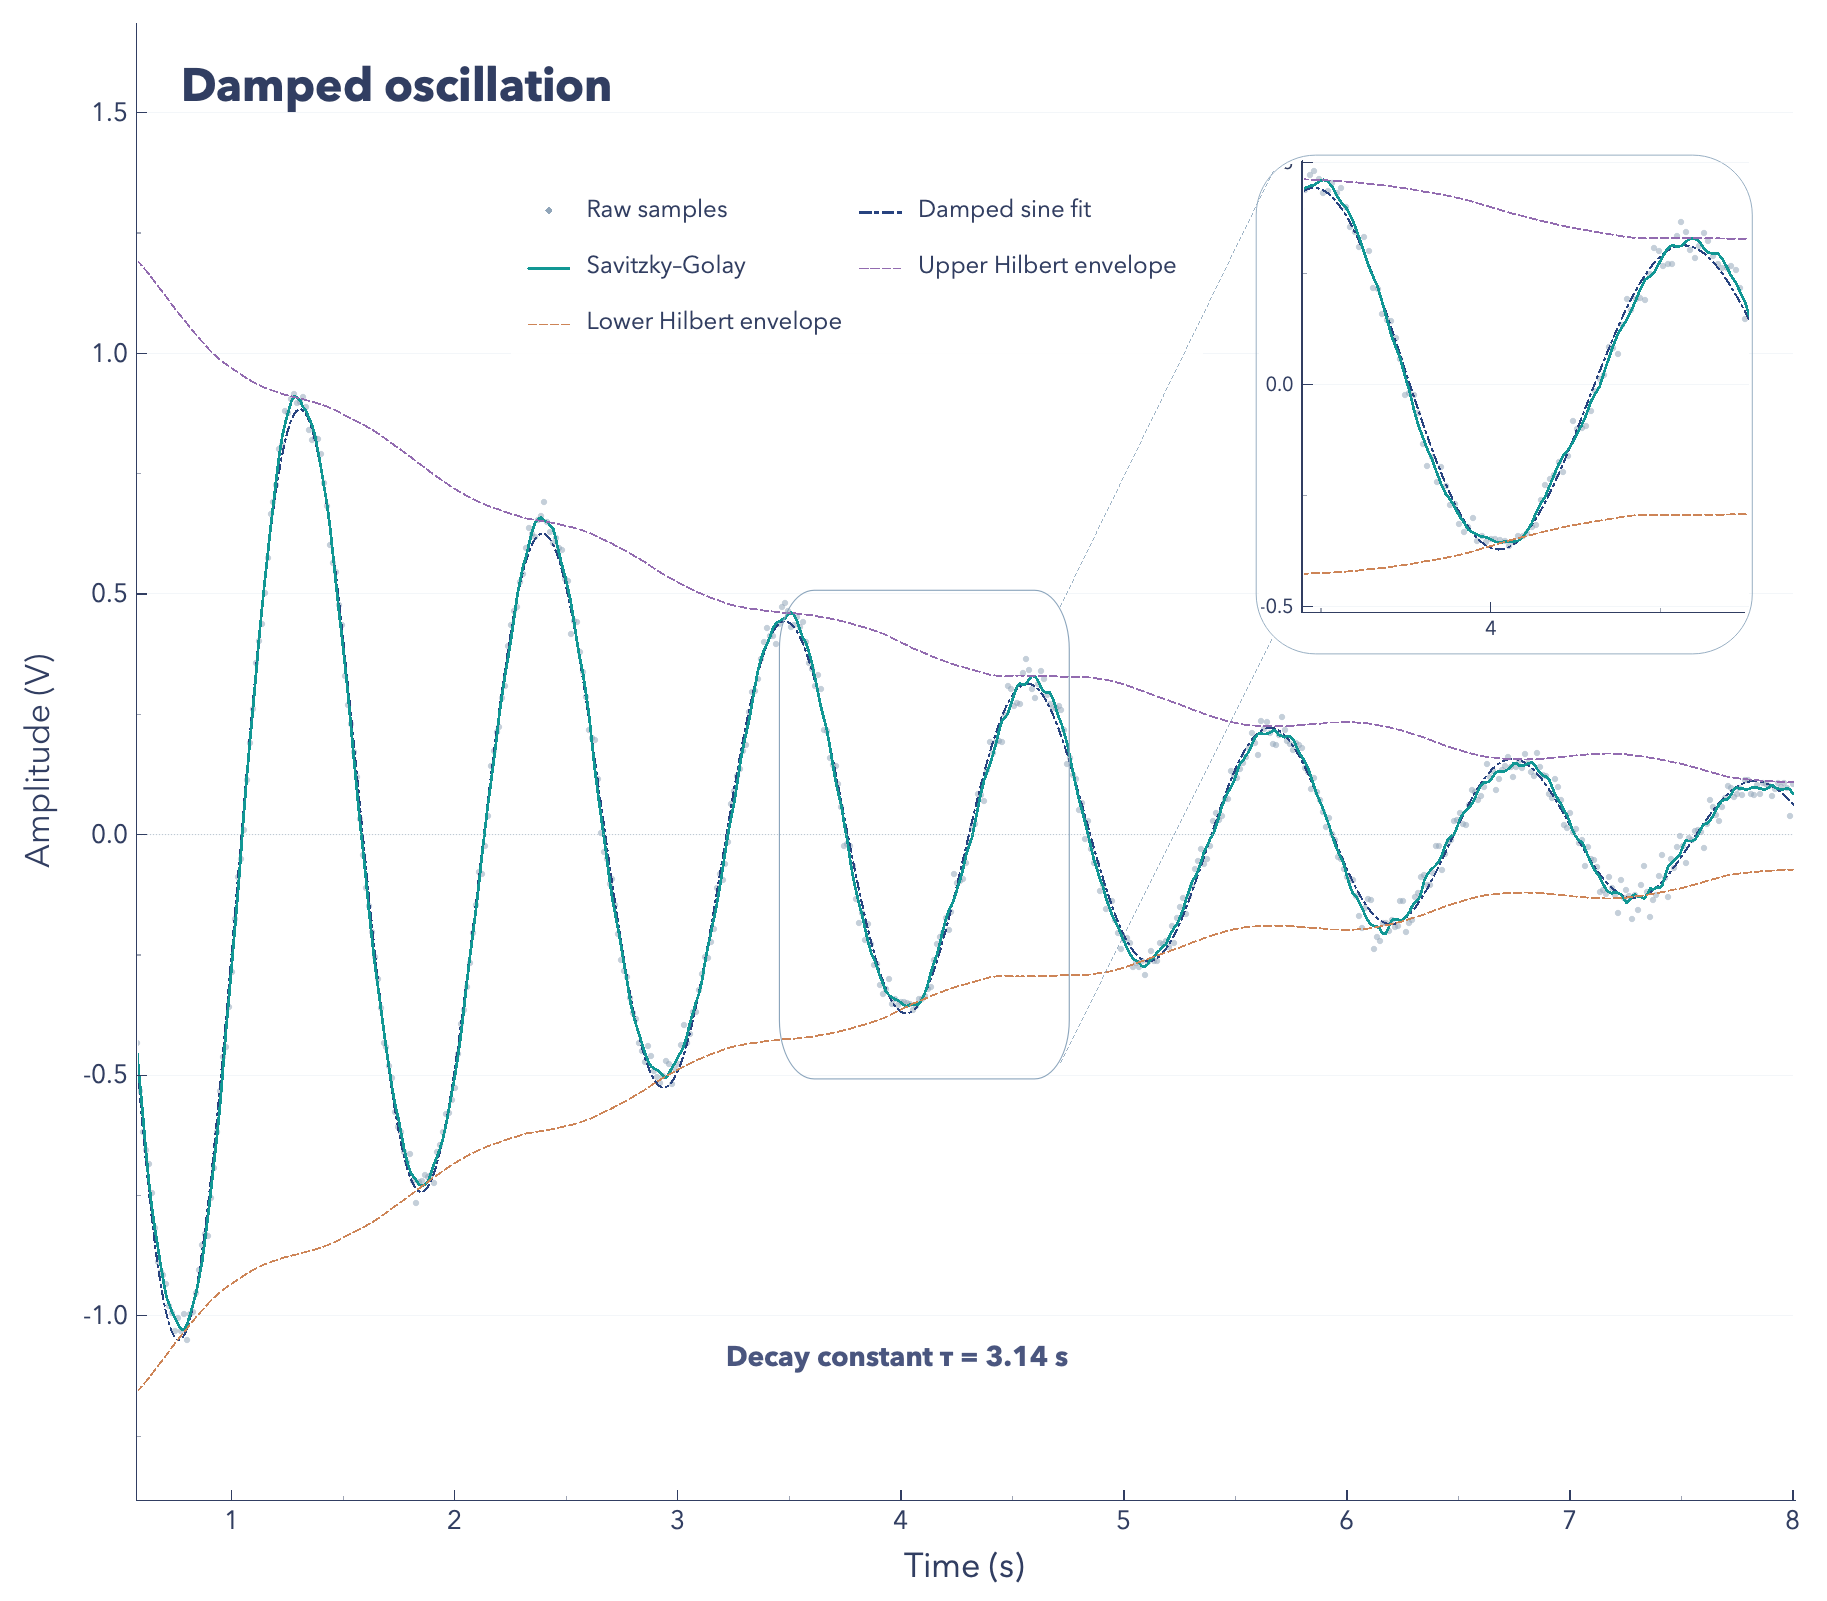 Damped oscillation
Raw samples
Damped sine fit
Savitzky–Golay
Upper Hilbert envelope
Lower Hilbert envelope
1.5
1.0
0.5
0.0
-0.5
-1.0
Amplitude (V)
0.0
-0.5
4
Decay constant τ = 3.14 s
1 2 3 4 5 6 7 8
Time (s)